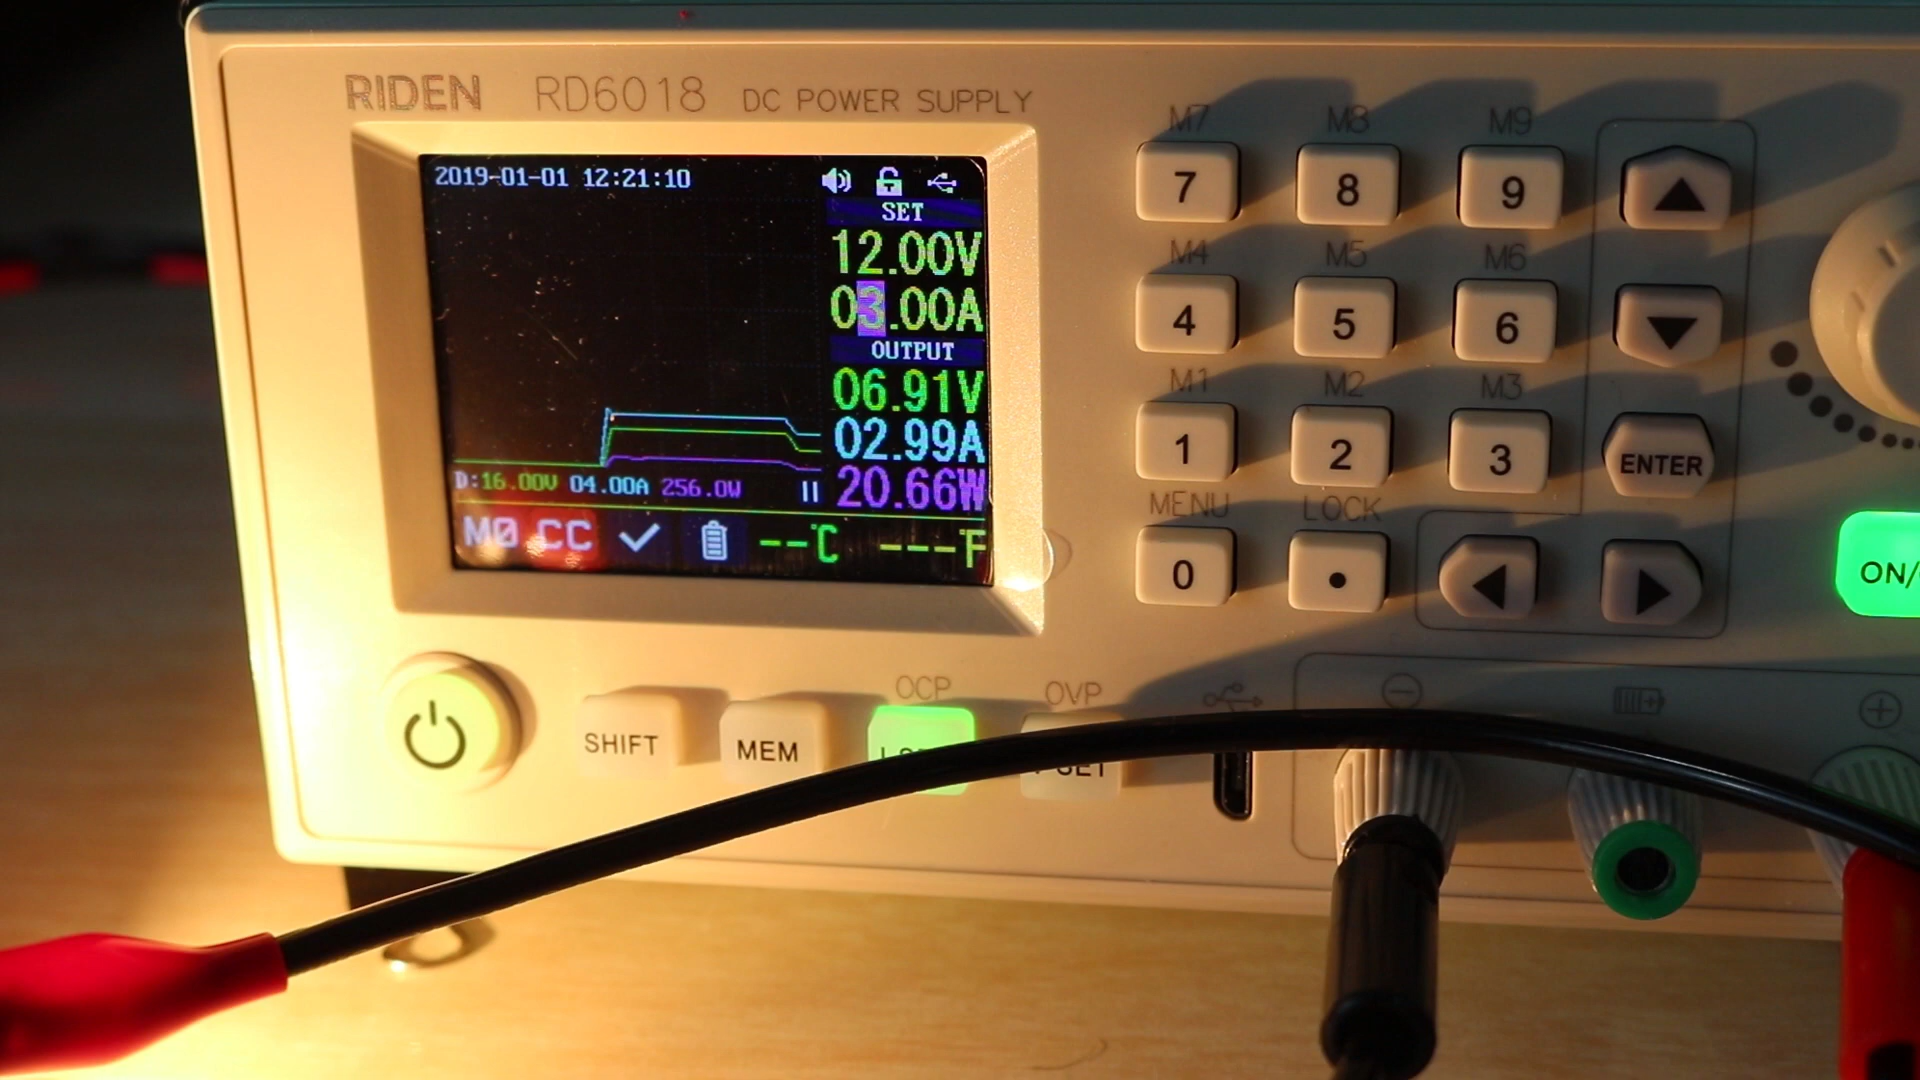 RIDEN RD6018 DC POWER SUPPLY
2019-01-01 12:21:10
SET
12.00V
03.00A
OUTPUT
06.91V
02.99A
20.66W
D:16.00V 04.00A 256.0W
M0 CC --°C ---°F
M7 M8 M9
7 8 9
M4 M5 M6
4 5 6
M1 M2 M3
1 2 3 ENTER
MENU LOCK
0 •
ON/
OCP OVP
SHIFT MEM